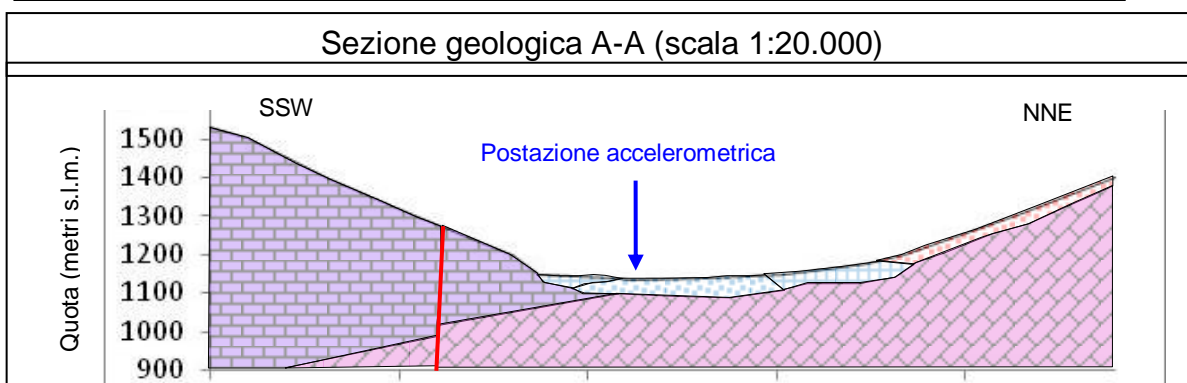 Sezione geologica A-A (scala 1:20.000)
SSW
NNE
Postazione accelerometrica
Quota (metri s.l.m.)
1500
1400
1300
1200
1100
1000
900